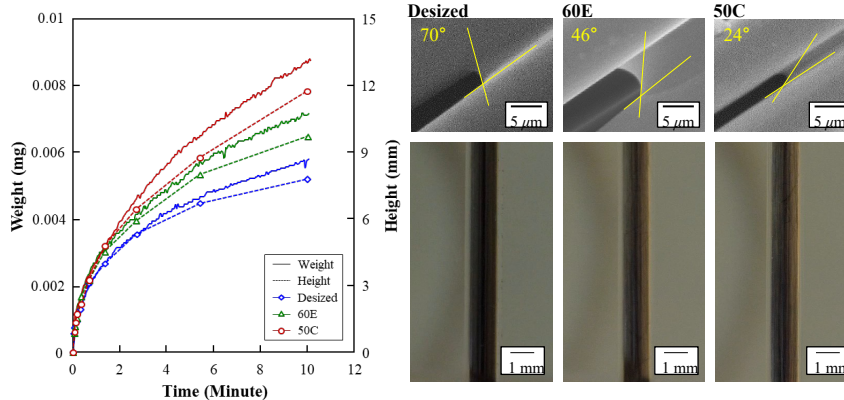 Desized 60E 50C
70° 46° 24°
5 μm 5 μm 5 μm
1 mm 1 mm 1 mm
0.01
0.008
0.006
0.004
0.002
0
Weight (mg)
15
12
9
6
3
0
Height (mm)
0 2 4 6 8 10 12
Time (Minute)
Weight
Height
Desized
60E
50C